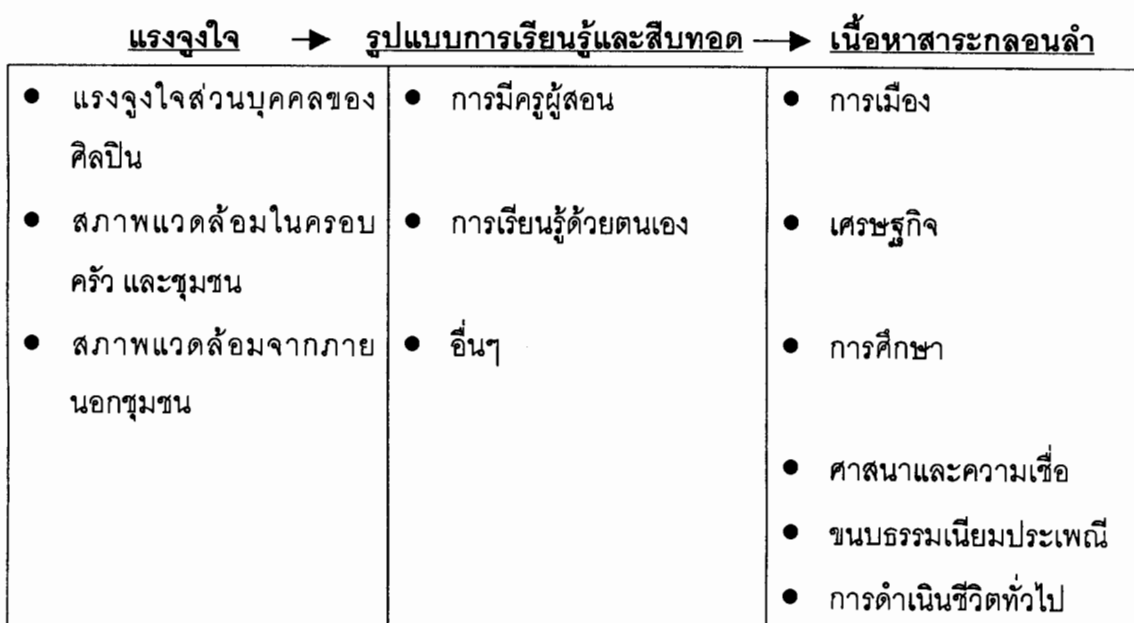 แรงจูงใจ → รูปแบบการเรียนรู้และสืบทอด → เนื้อหาสาระกลอนลำ
● แรงจูงใจส่วนบุคคลของ
ศิลปิน
● สภาพแวดล้อมในครอบ
ครัว และชุมชน
● สภาพแวดล้อมจากภาย
นอกชุมชน
● การมีครูผู้สอน
● การเรียนรู้ด้วยตนเอง
● อื่นๆ
● การเมือง
● เศรษฐกิจ
● การศึกษา
● ศาสนาและความเชื่อ
● ขนบธรรมเนียมประเพณี
● การดำเนินชีวิตทั่วไป